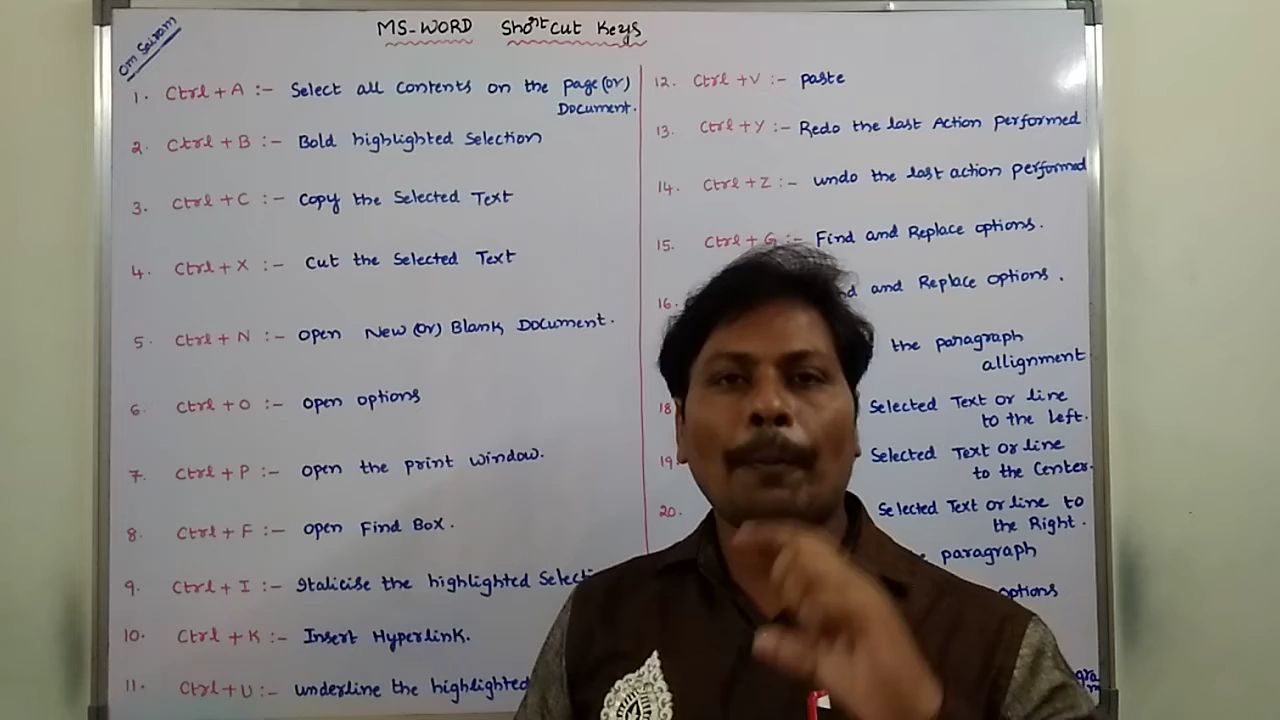 Om Sairam
MS-WORD Shortcut Keys
1. Ctrl + A :- Select all contents on the page (or)
Document.
2. Ctrl + B :- Bold highlighted Selection
3. Ctrl + C :- Copy the Selected Text
4. Ctrl + X :- Cut the Selected Text
5. Ctrl + N :- open New (or) Blank Document.
6. Ctrl + O :- open options
7. Ctrl + P :- open the print window.
8. Ctrl + F :- open Find Box.
9. Ctrl + I :- Italicise the highlighted Selecti
10. Ctrl + K :- Insert Hyperlink.
11. Ctrl + U :- underline the highlighted
12. Ctrl + V :- paste
13. Ctrl + Y :- Redo the last Action performed
14. Ctrl + Z :- undo the last action performed
15. Ctrl + G :- Find and Replace options.
16. and Replace options.
the paragraph
allignment
18 Selected Text or line
to the Left.
19. Selected Text or line
to the Center.
20. Selected Text or line to
the Right.
paragraph
options